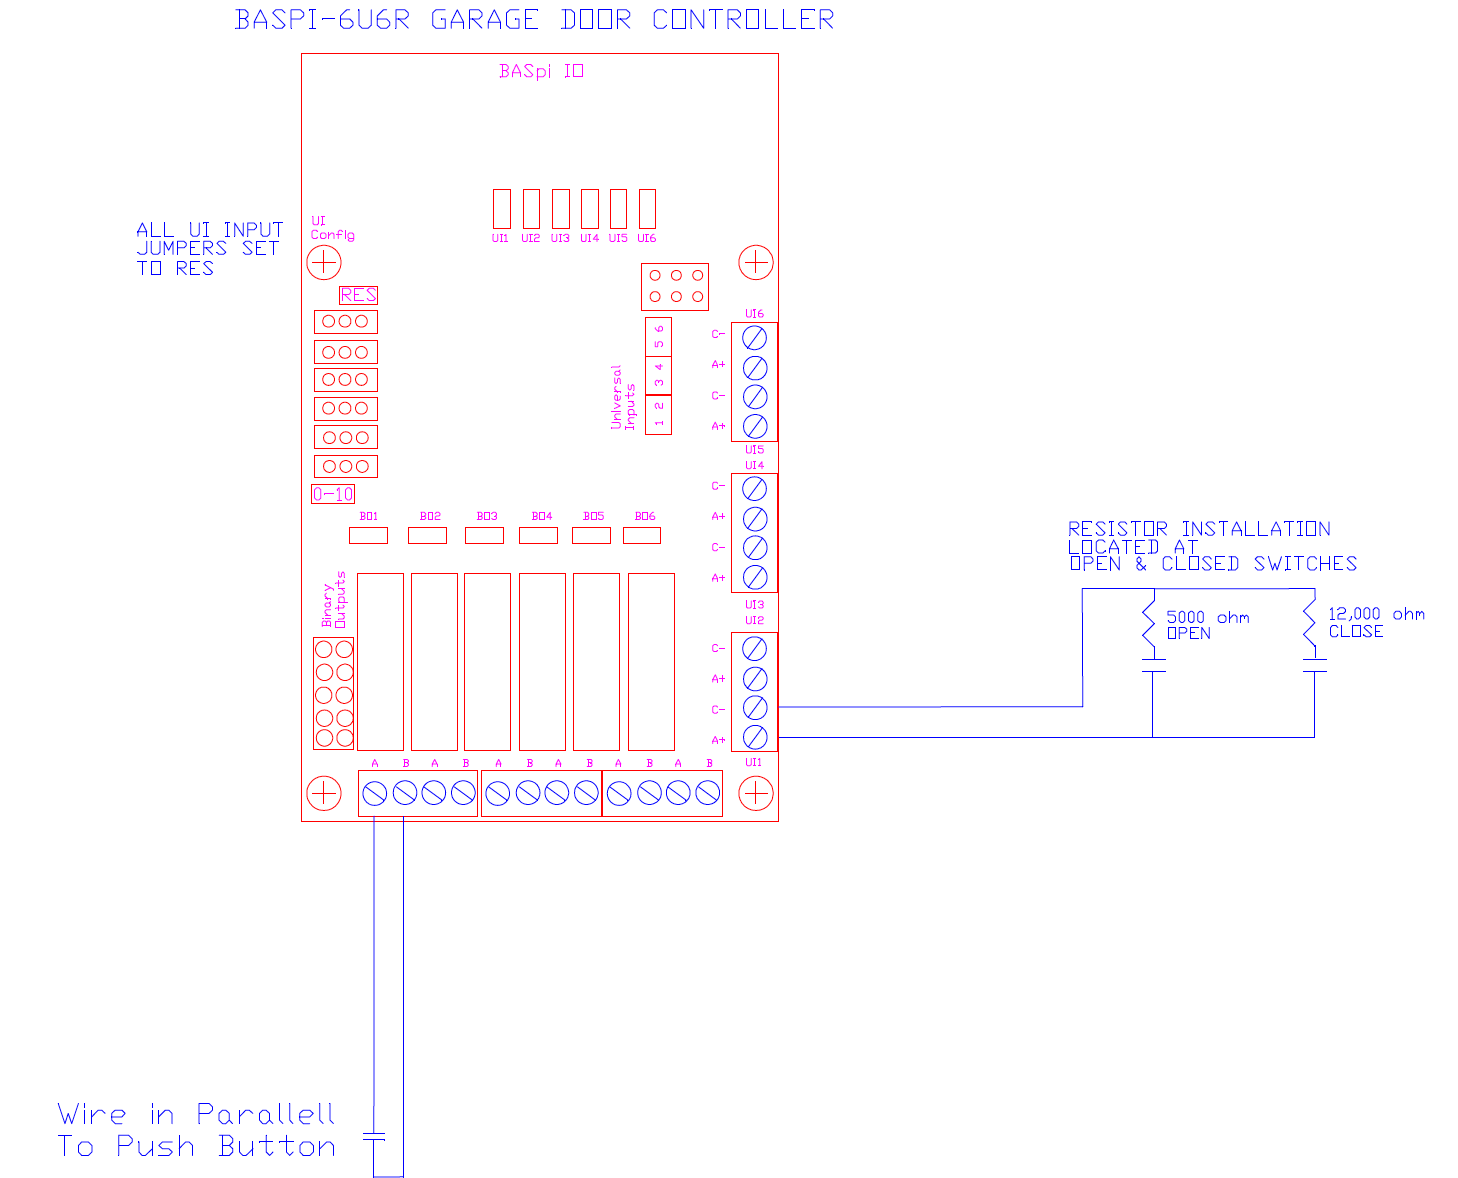 BASPI-6U6R GARAGE DOOR CONTROLLER
BASpi IO
ALL UI INPUT
JUMPERS SET
TO RES
UI
Config
UI1 UI2 UI3 UI4 UI5 UI6
RES
UI6
C-
A+
C-
A+
UI5
5 6
3 4
1 2
Universal
Inputs
UI4
C-
A+
C-
A+
UI3
0-10
BO1 BO2 BO3 BO4 BO5 BO6
Binary
Outputs
UI2
C-
A+
C-
A+
UI1
A B A B A B A B A B A B
RESISTOR INSTALLATION
LOCATED AT
OPEN & CLOSED SWITCHES
5000 ohm
OPEN
12,000 ohm
CLOSE
Wire in Parallell
To Push Button